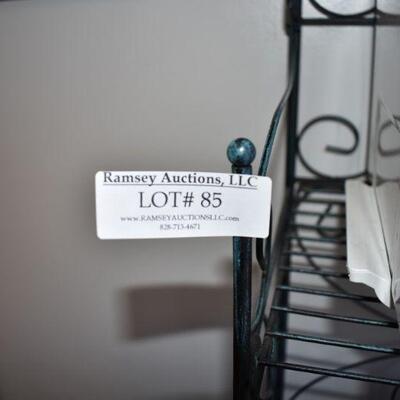 Ramsey Auctions, LLC
LOT# 85
www.RAMSEYAUCTIONSLLC.com
828-713-4671